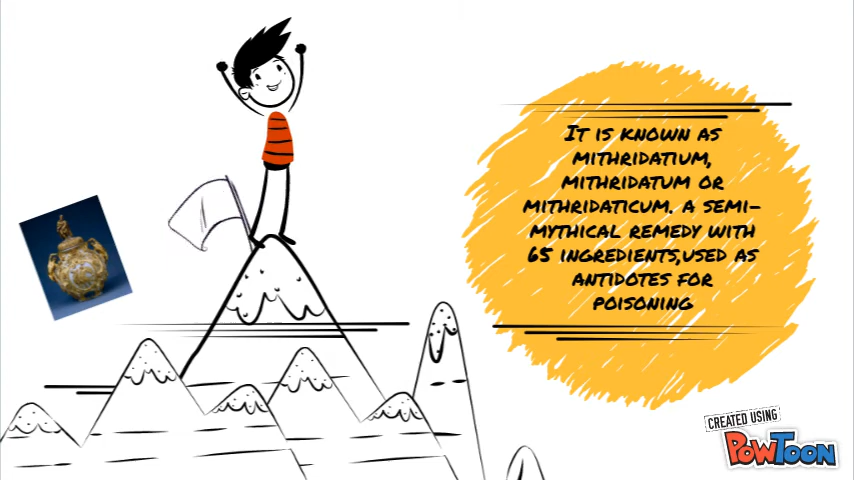 IT IS KNOWN AS
MITHRIDATIUM,
MITHRIDATUM OR
MITHRIDATICUM. A SEMI-
MYTHICAL REMEDY WITH
65 INGREDIENTS,USED AS
ANTIDOTES FOR
POISONING
CREATED USING
POWTOON